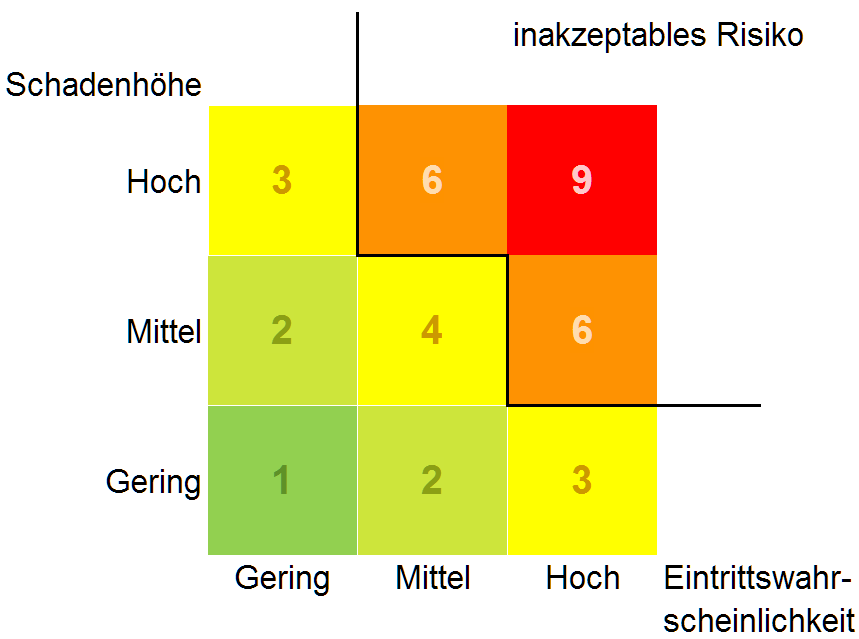 inakzeptables Risiko
Schadenhöhe
Hoch 3 6 9
Mittel 2 4 6
Gering 1 2 3
Gering Mittel Hoch Eintrittswahr-
scheinlichkeit